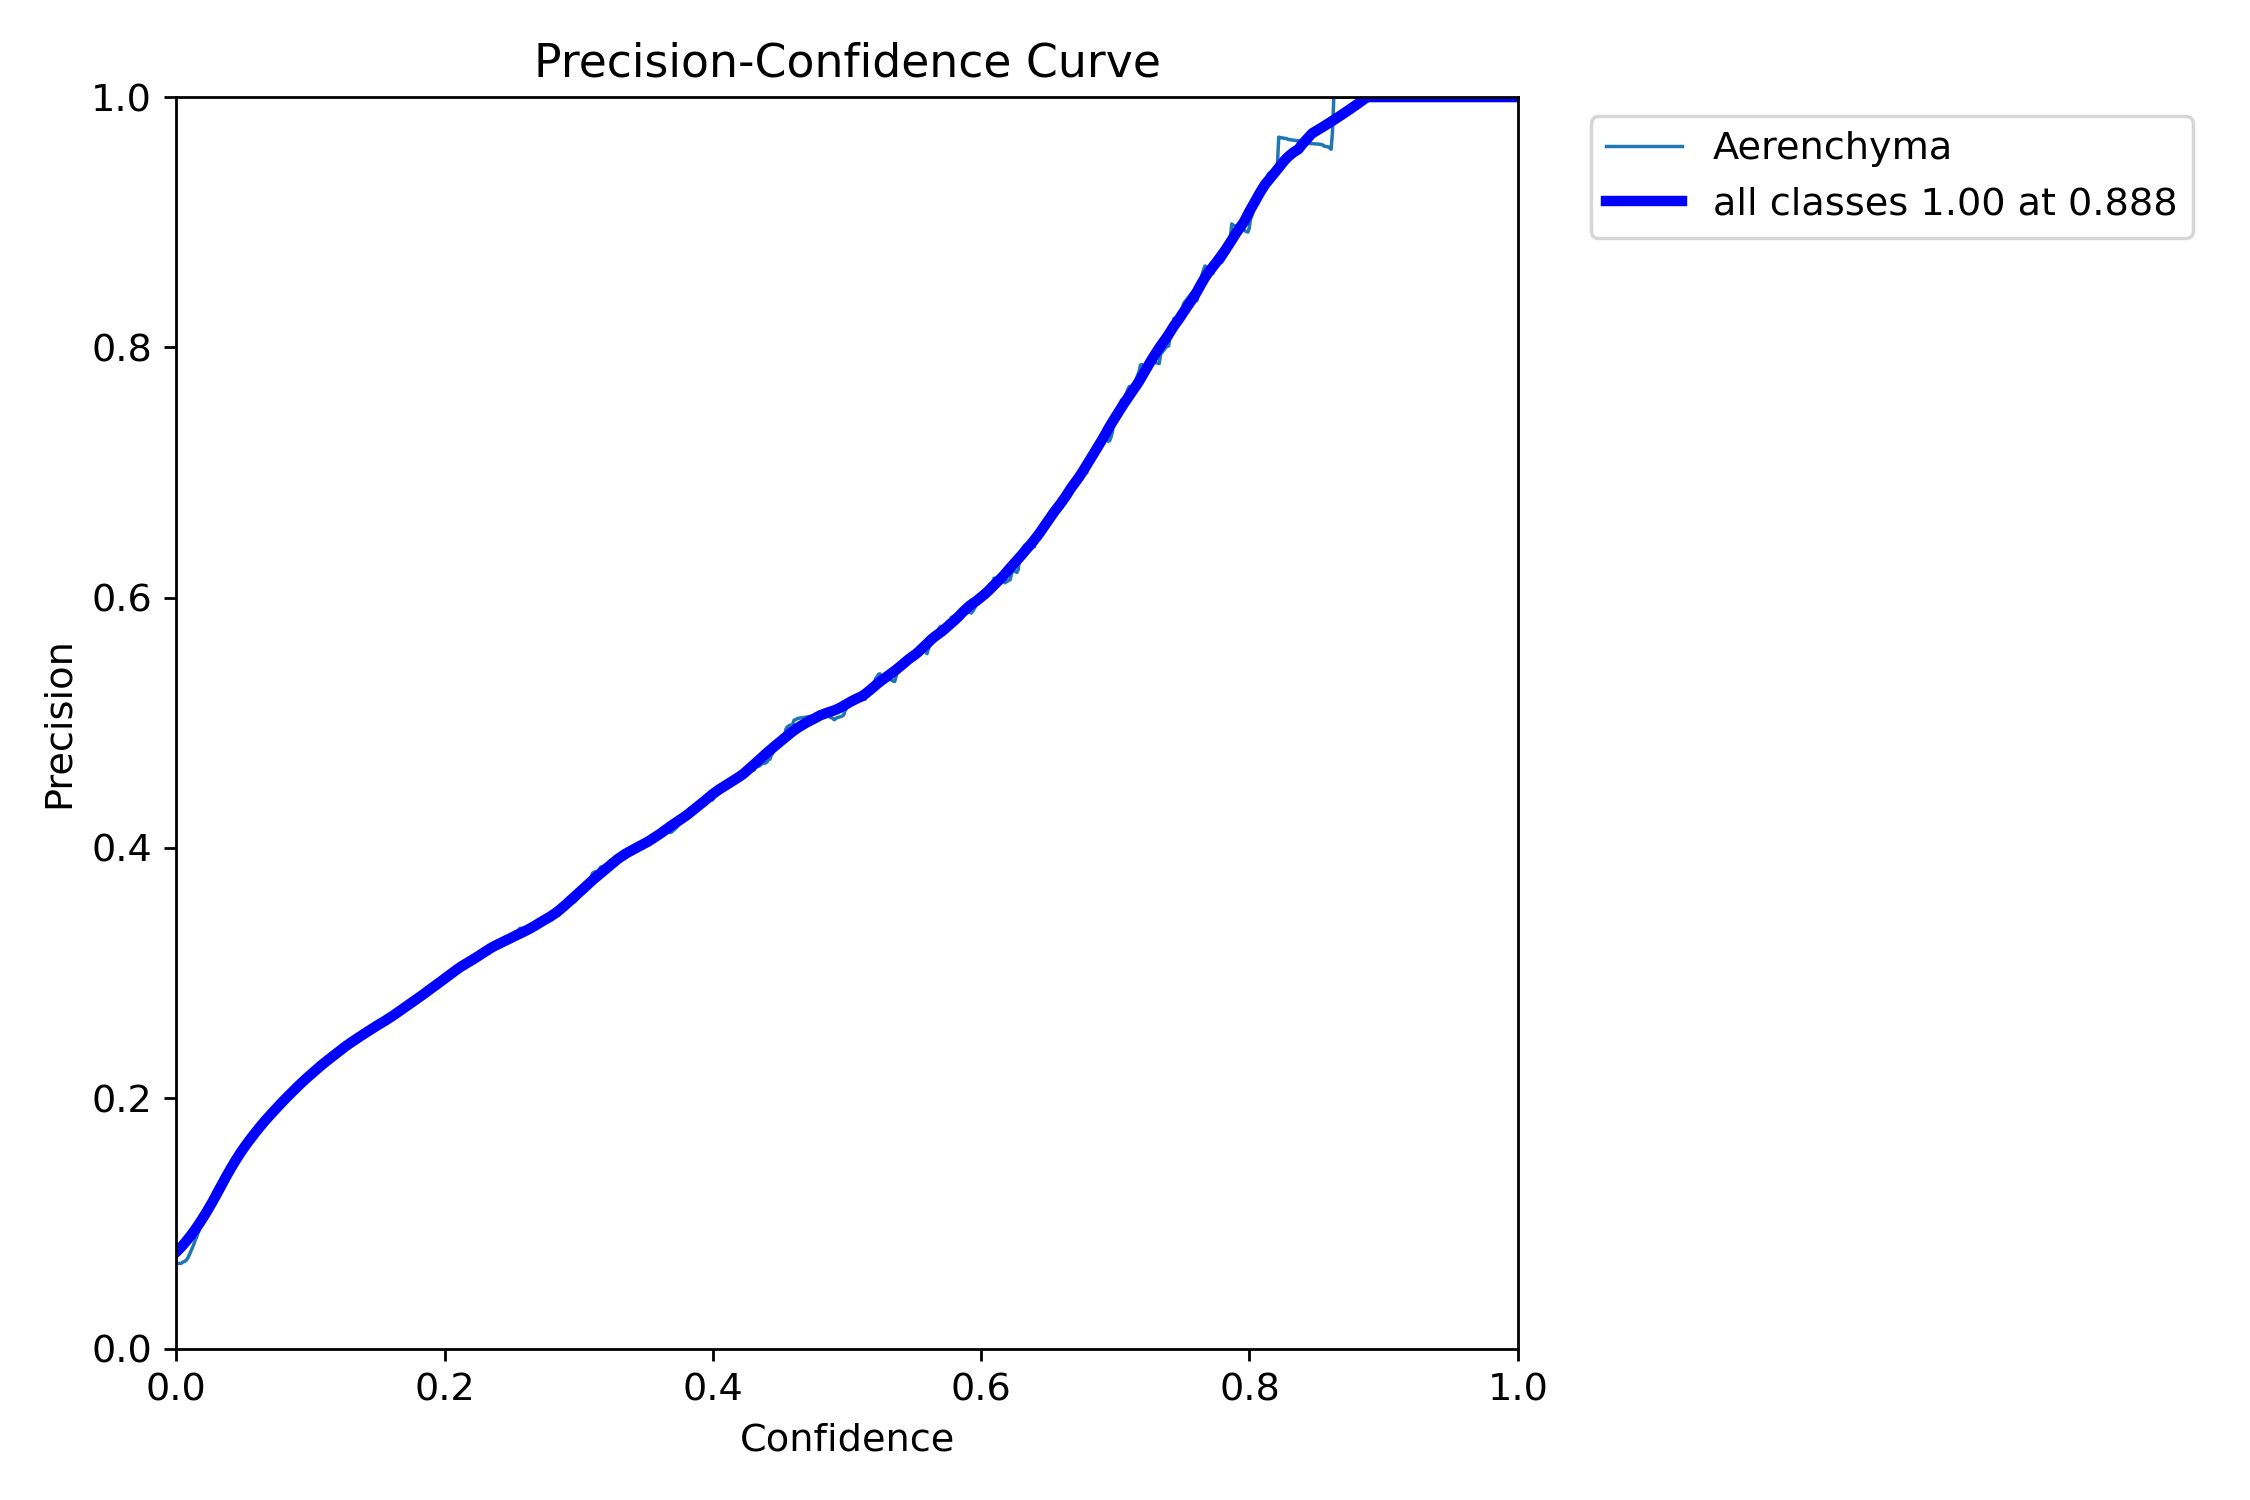 Precision-Confidence Curve
Aerenchyma
all classes 1.00 at 0.888
1.0
0.8
0.6
0.4
0.2
0.0
Precision
0.0 0.2 0.4 0.6 0.8 1.0
Confidence